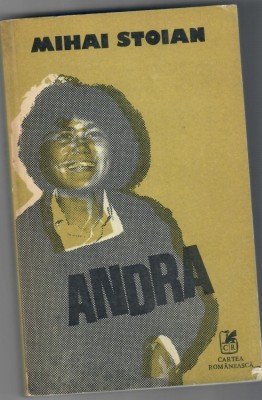 MIHAI STOIAN
ANDRA
CR
CARTEA
ROMÂNEASCĂ